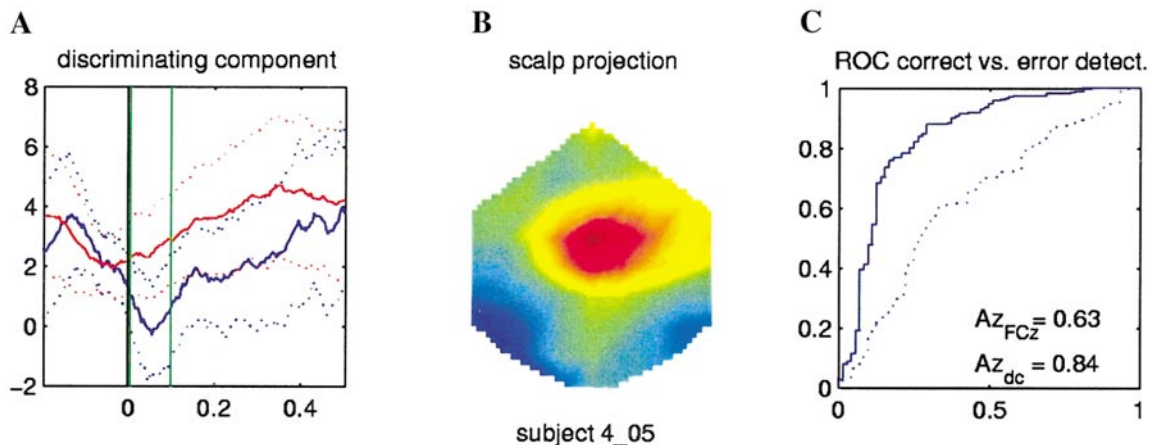 A
discriminating component
8
6
4
2
0
−2
0
0.2
0.4
B
scalp projection
subject 4_05
C
ROC correct vs. error detect.
1
0.8
0.6
0.4
0.2
0
0
0.5
1
Az_FCz = 0.63
Az_dc = 0.84